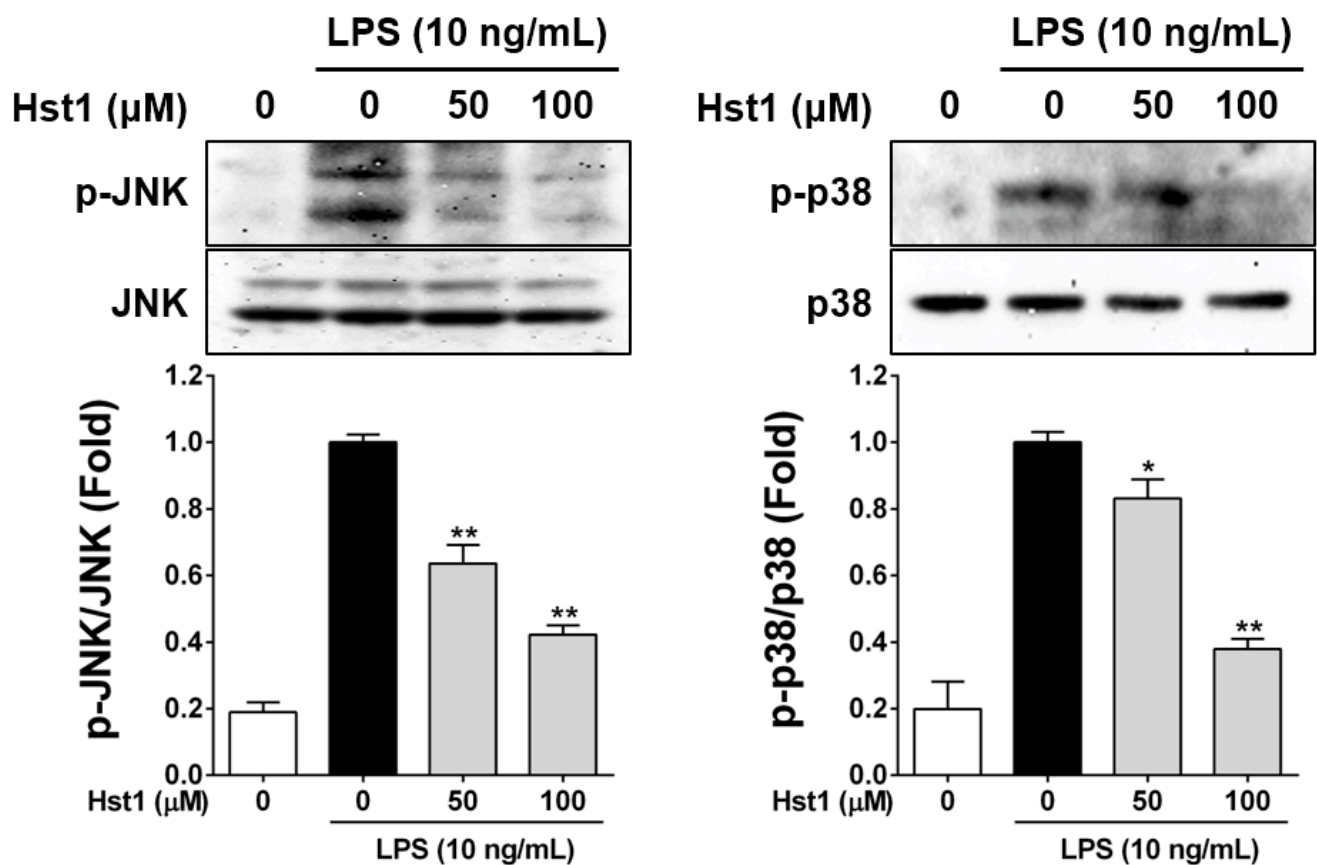 LPS (10 ng/mL)
Hst1 (µM) 0 0 50 100
p-JNK
JNK
1.2
1.0
0.8
0.6
0.4
0.2
0.0
p-JNK/JNK (Fold)
**
**
Hst1 (µM) 0 0 50 100
LPS (10 ng/mL)
LPS (10 ng/mL)
Hst1 (µM) 0 0 50 100
p-p38
p38
1.2
1.0
0.8
0.6
0.4
0.2
0.0
p-p38/p38 (Fold)
*
**
Hst1 (µM) 0 0 50 100
LPS (10 ng/mL)